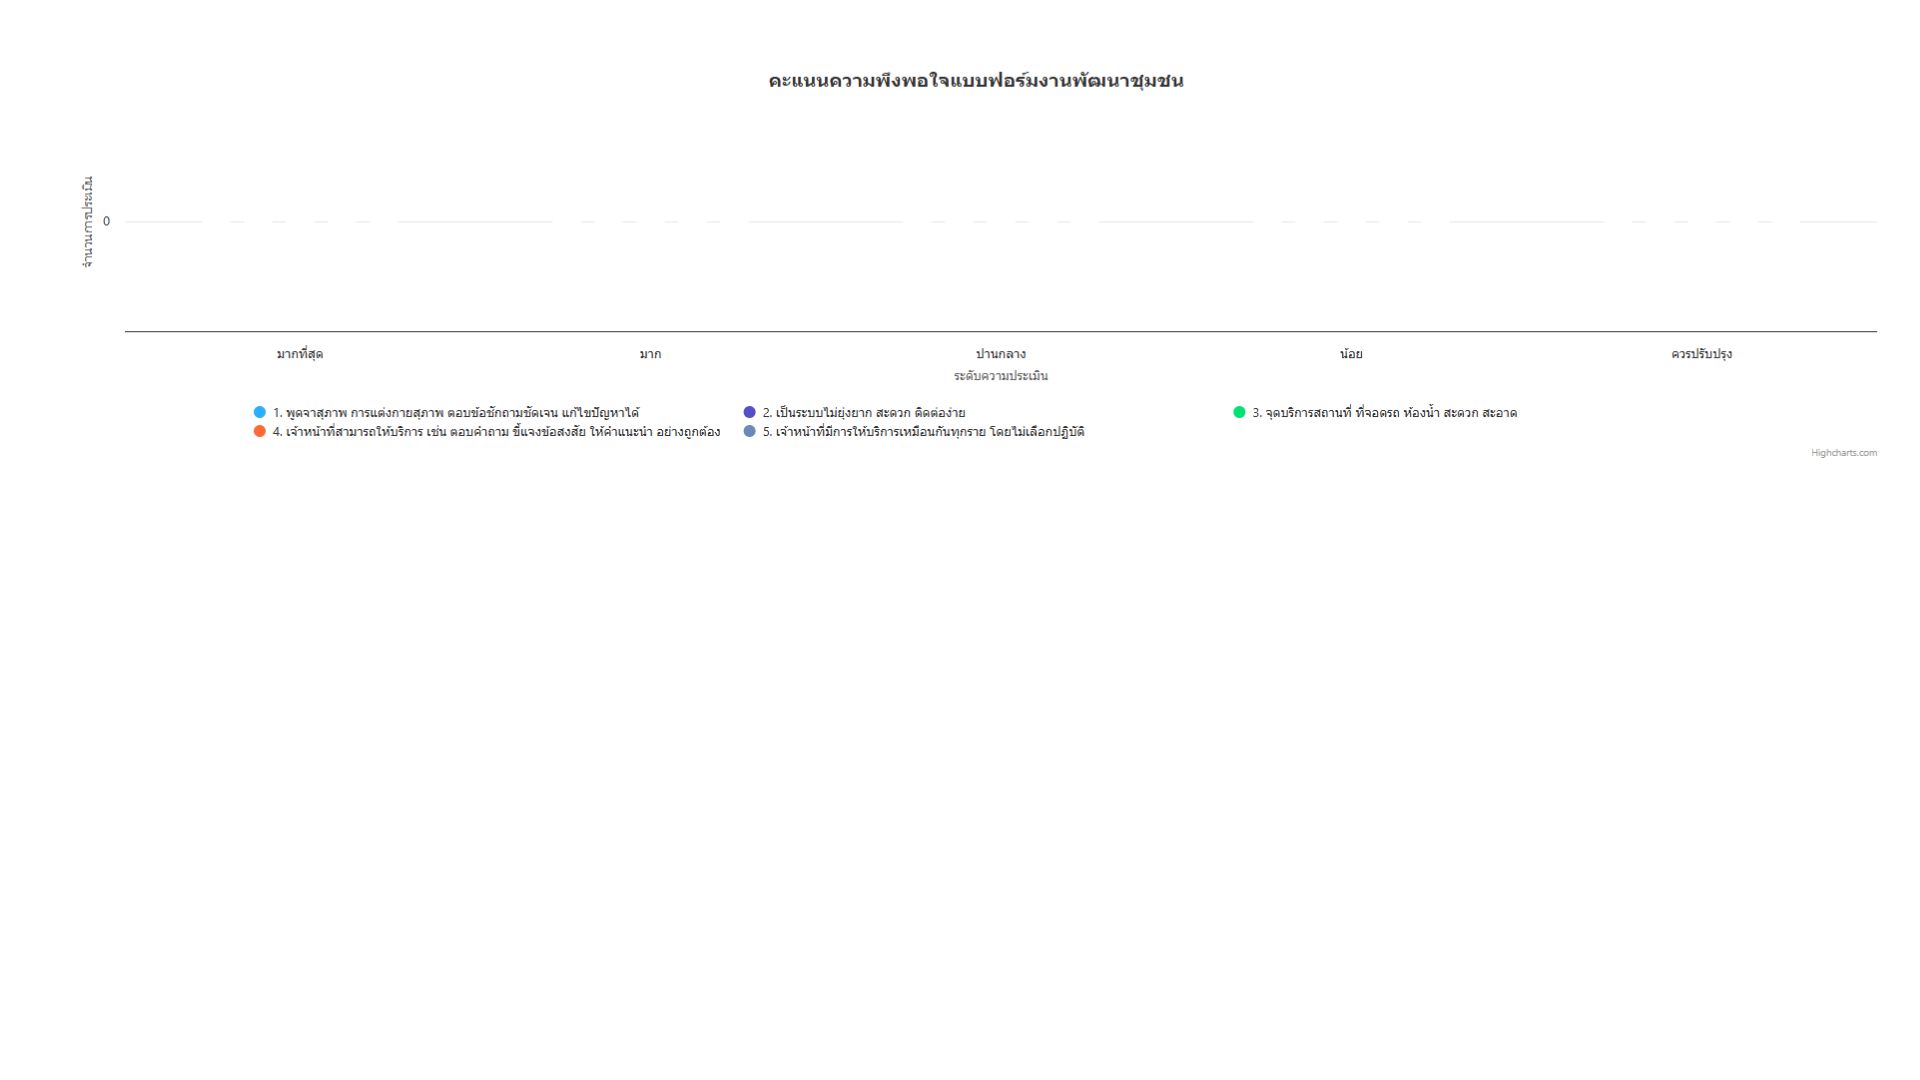 คะแนนความพึงพอใจแบบฟอร์มงานพัฒนาชุมชน
จำนวนการประเมิน
0
มากที่สุด มาก ปานกลาง น้อย ควรปรับปรุง
ระดับความประเมิน
1. พูดจาสุภาพ การแต่งกายสุภาพ ตอบข้อซักถามชัดเจน แก้ไขปัญหาได้ 2. เป็นระบบไม่ยุ่งยาก สะดวก ติดต่อง่าย 3. จุดบริการสถานที่ ที่จอดรถ ห้องน้ำ สะดวก สะอาด
4. เจ้าหน้าที่สามารถให้บริการ เช่น ตอบคำถาม ชี้แจงข้อสงสัย ให้คำแนะนำ อย่างถูกต้อง 5. เจ้าหน้าที่มีการให้บริการเหมือนกันทุกราย โดยไม่เลือกปฏิบัติ
Highcharts.com